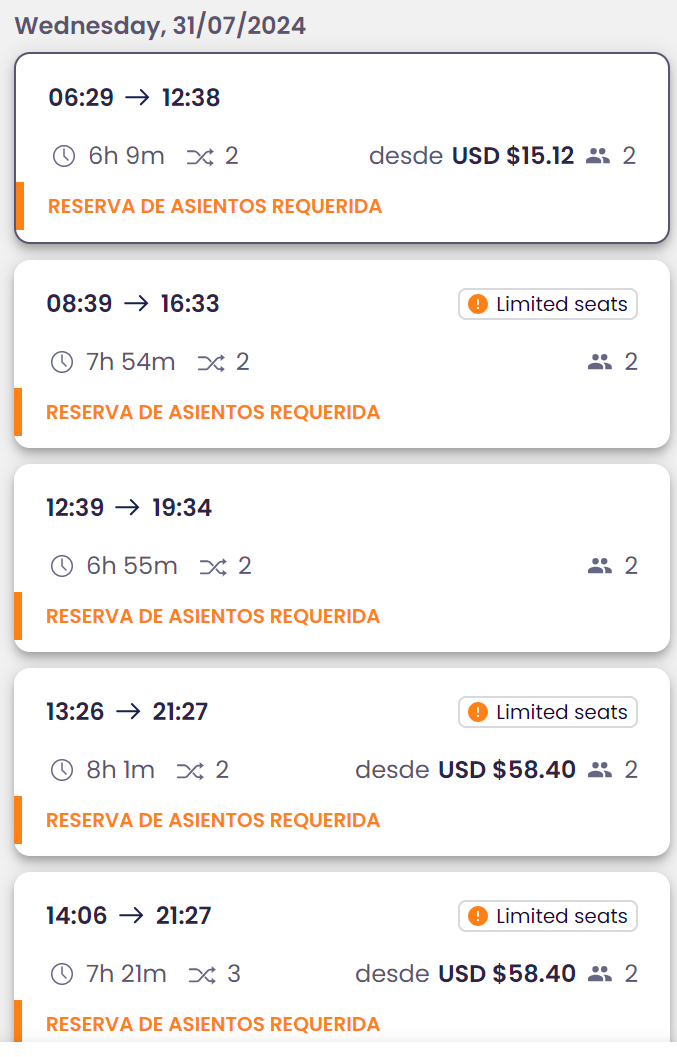 Wednesday, 31/07/2024
06:29 → 12:38
6h 9m 2 desde USD $15.12 2
RESERVA DE ASIENTOS REQUERIDA
08:39 → 16:33 Limited seats
7h 54m 2 2
RESERVA DE ASIENTOS REQUERIDA
12:39 → 19:34
6h 55m 2 2
RESERVA DE ASIENTOS REQUERIDA
13:26 → 21:27 Limited seats
8h 1m 2 desde USD $58.40 2
RESERVA DE ASIENTOS REQUERIDA
14:06 → 21:27 Limited seats
7h 21m 3 desde USD $58.40 2
RESERVA DE ASIENTOS REQUERIDA